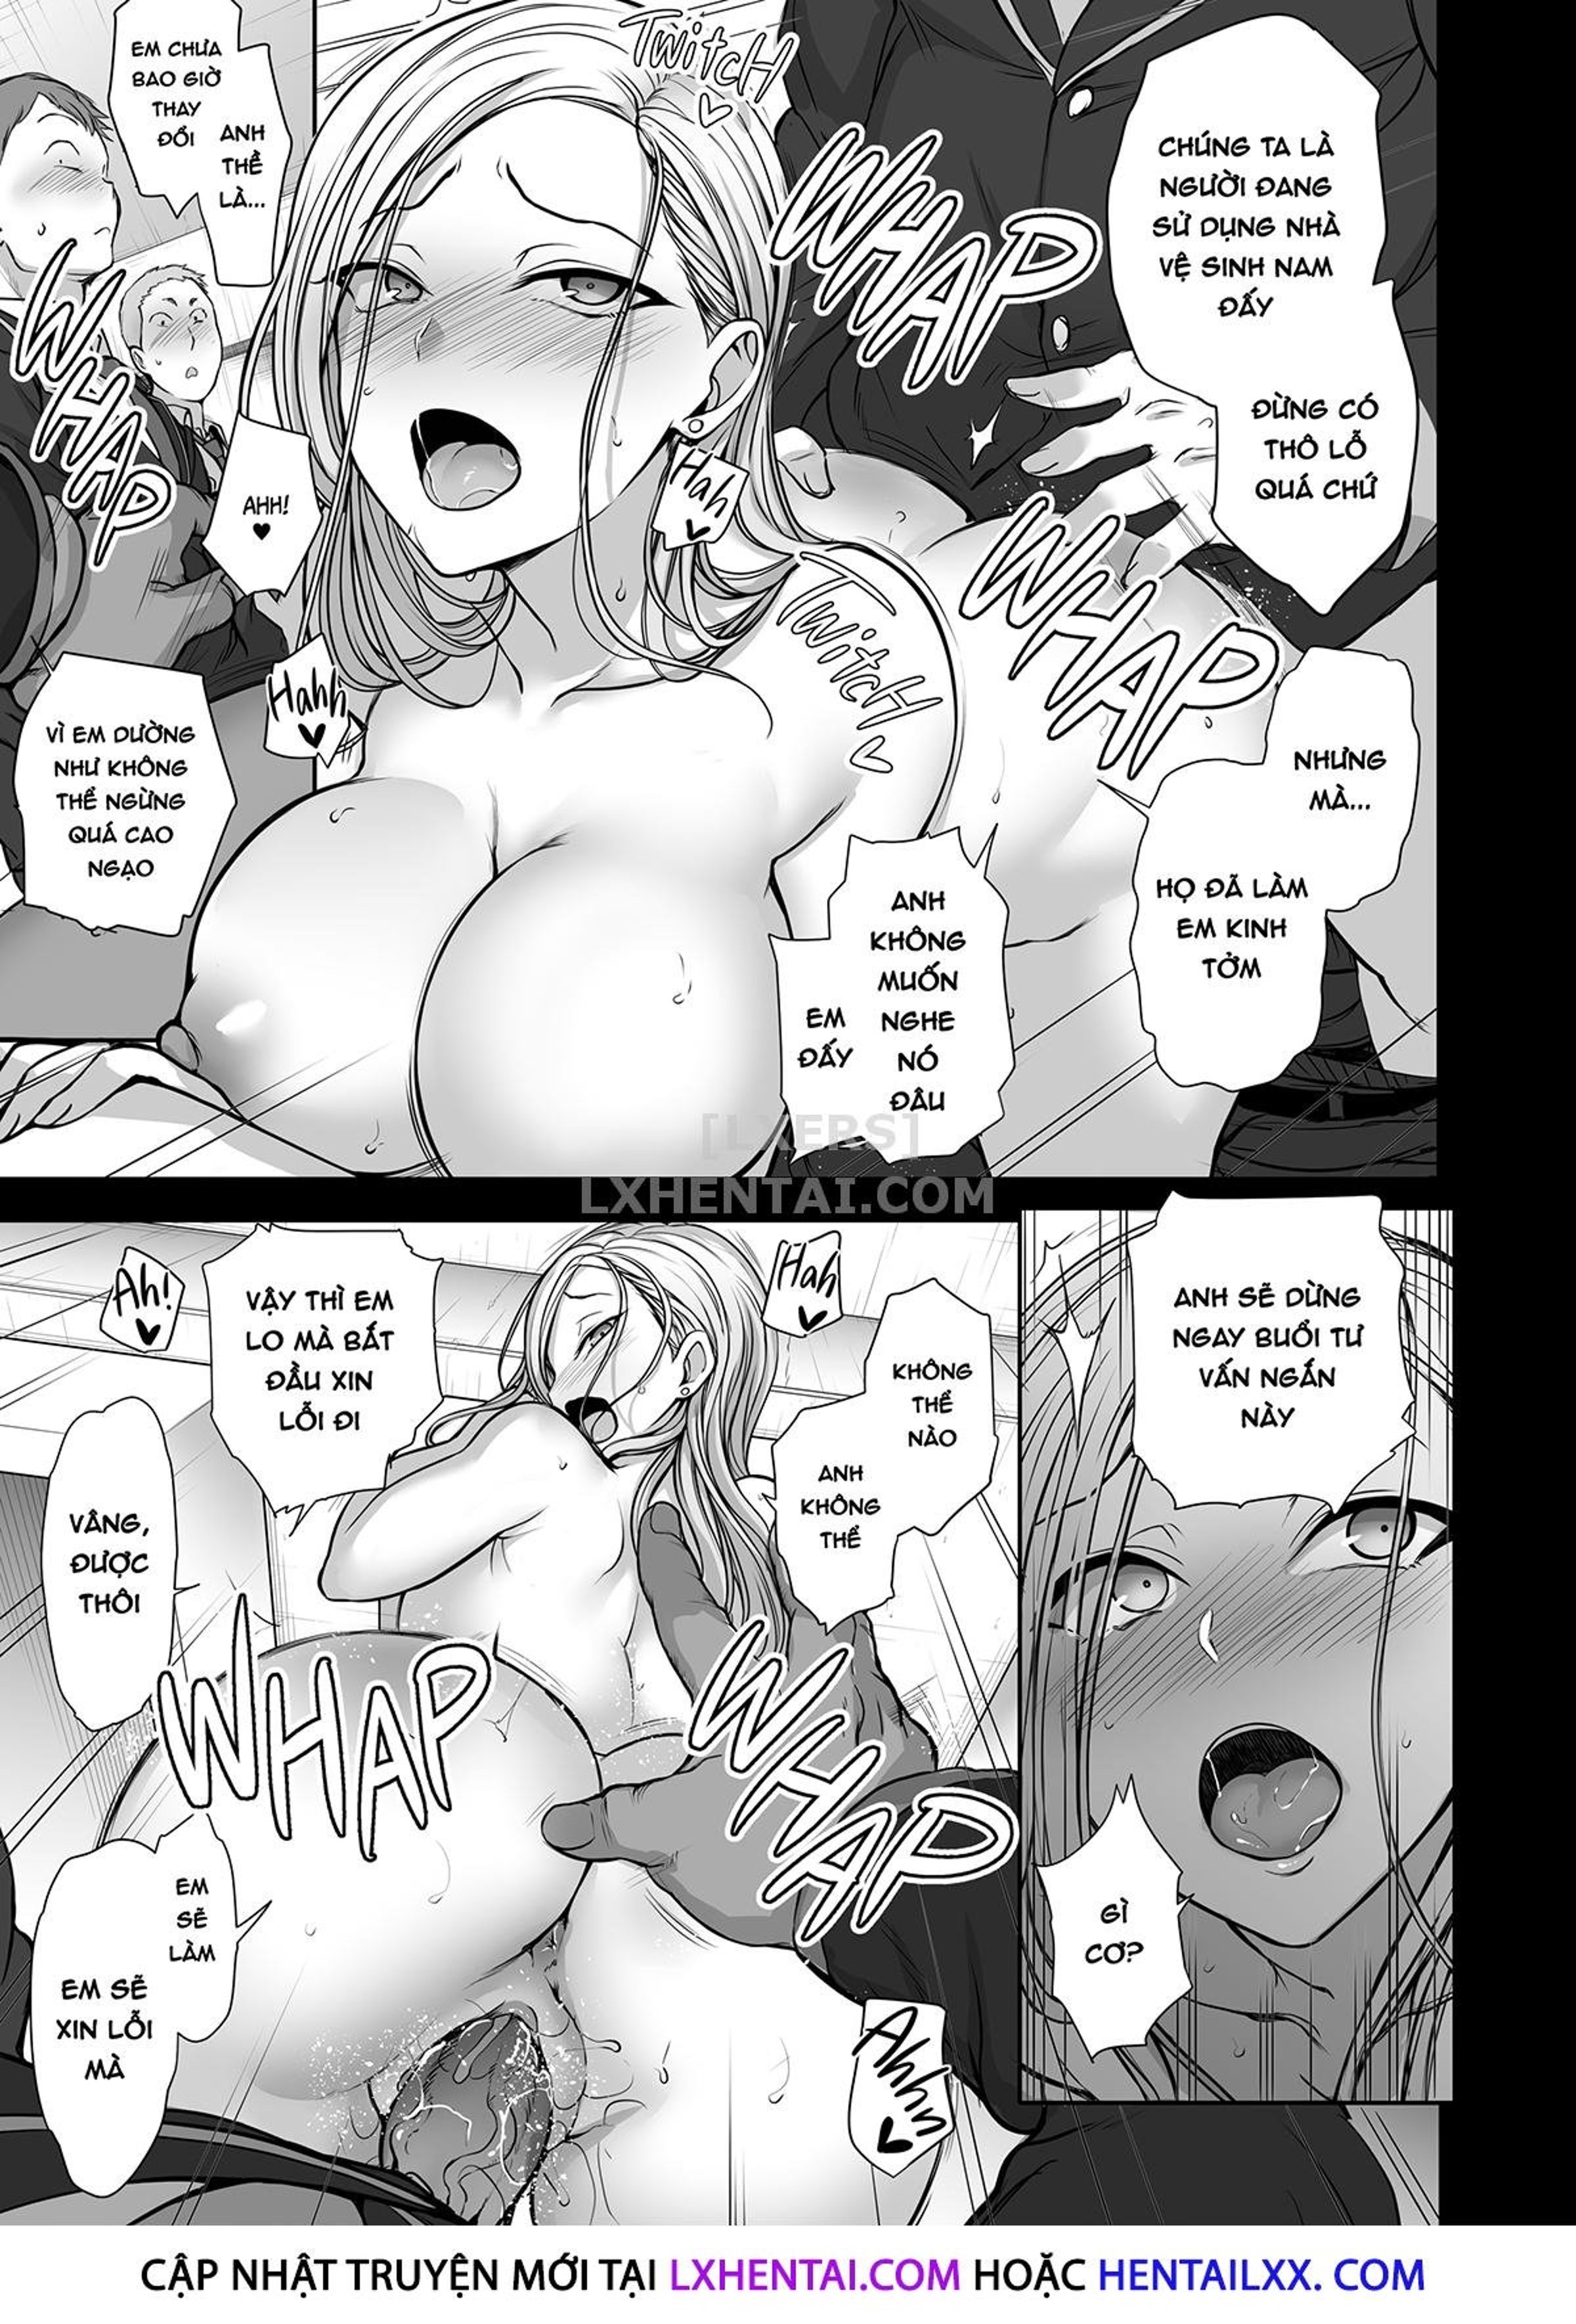 CHÚNG TA LÀ
NGƯỜI ĐANG
SỬ DỤNG NHÀ
VỆ SINH NAM
ĐẤY
ĐỪNG CÓ
THÔ LỖ
QUÁ CHỨ
TWITCH
WHAP
WHAP
NHƯNG
MÀ...
HỌ ĐÃ LÀM
EM KINH
TỞM
ANH
KHÔNG
MUỐN
NGHE
NÓ
ĐÂU
EM
ĐẤY
Hah
TWITCH
ANH
THỀ
LÀ...
EM CHƯA
BAO GIỜ
THAY
ĐỔI
WHAP
AHH!
Hahh
VÌ EM DƯỜNG
NHƯ KHÔNG
THỂ NGỪNG
QUÁ CAO
NGẠO
[LXERS]
LXHENTAI.COM
ANH SẼ DỪNG
NGAY BUỔI TƯ
VẤN NGẮN
NÀY
GÌ
CƠ?
Hah
KHÔNG
THỂ
NÀO
ANH
KHÔNG
THỂ
VẬY THÌ EM
LO MÀ BẮT
ĐẦU XIN
LỖI ĐI
Ah!
VÂNG,
ĐƯỢC
THÔI
WHAP
WHAP
EM
SẼ
LÀM
EM SẼ
XIN LỖI
MÀ
Ahhn
CẬP NHẬT TRUYỆN MỚI TẠI LXHENTAI.COM HOẶC HENTAILXX. COM